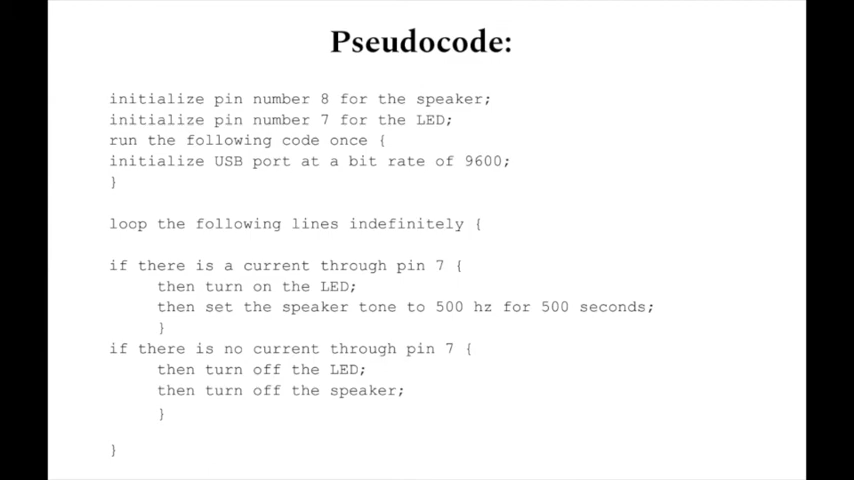 Pseudocode:
initialize pin number 8 for the speaker;
initialize pin number 7 for the LED;
run the following code once {
initialize USB port at a bit rate of 9600;
}
loop the following lines indefinitely {
if there is a current through pin 7 {
then turn on the LED;
then set the speaker tone to 500 hz for 500 seconds;
}
if there is no current through pin 7 {
then turn off the LED;
then turn off the speaker;
}
}